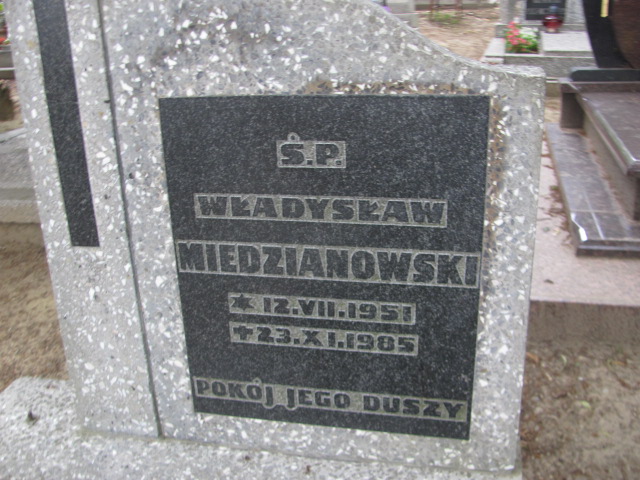 Ś.P.
WŁADYSŁAW
MIEDZIANOWSKI
* 12.VII.1951
✝ 23.XI.1985
POKÓJ JEGO DUSZY